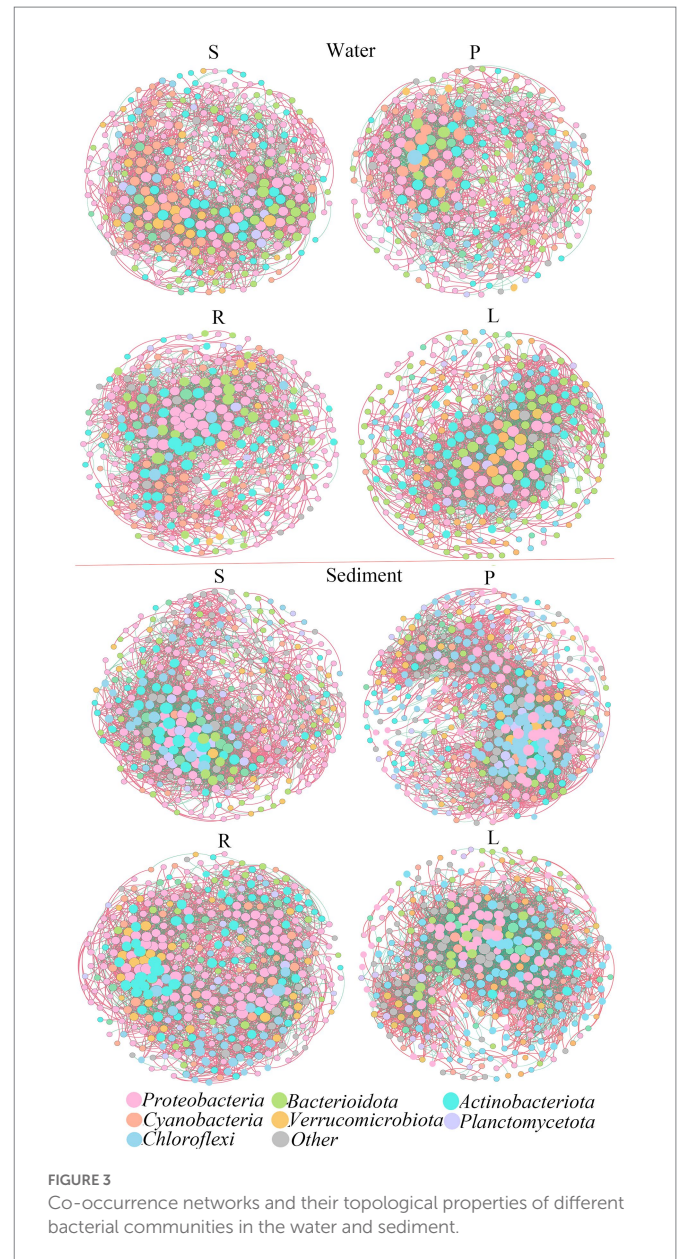 Water
S P
R L
Sediment
S P
R L
Proteobacteria Bacterioidota Actinobacteriota
Cyanobacteria Verrucomicrobiota Planctomycetota
Chloroflexi Other
FIGURE 3
Co-occurrence networks and their topological properties of different
bacterial communities in the water and sediment.